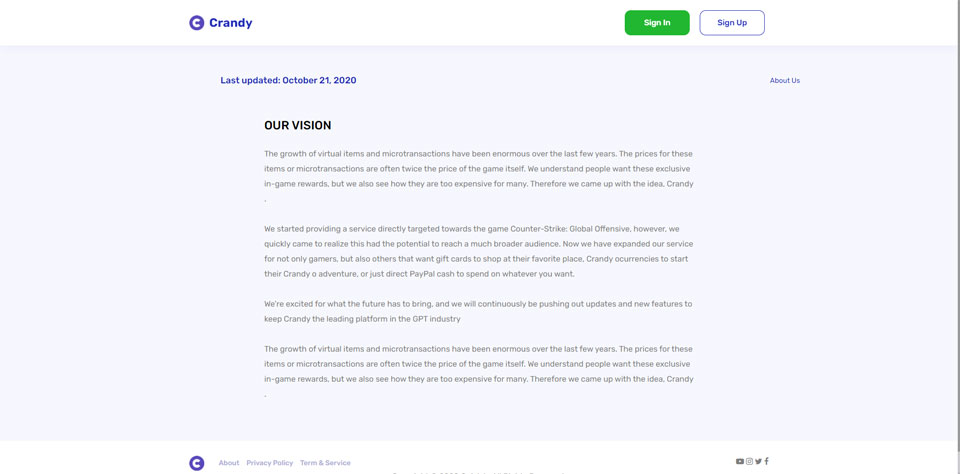 Crandy
Sign In
Sign Up
Last updated: October 21, 2020
About Us
OUR VISION
The growth of virtual items and microtransactions have been enormous over the last few years. The prices for these
items or microtransactions are often twice the price of the game itself. We understand people want these exclusive
in-game rewards, but we also see how they are too expensive for many. Therefore we came up with the idea, Crandy
.
We started providing a service directly targeted towards the game Counter-Strike: Global Offensive, however, we
quickly came to realize this had the potential to reach a much broader audience. Now we have expanded our service
for not only gamers, but also others that want gift cards to shop at their favorite place, Crandy ocurrencies to start
their Crandy o adventure, or just direct PayPal cash to spend on whatever you want.
We're excited for what the future has to bring, and we will continuously be pushing out updates and new features to
keep Crandy the leading platform in the GPT industry
The growth of virtual items and microtransactions have been enormous over the last few years. The prices for these
items or microtransactions are often twice the price of the game itself. We understand people want these exclusive
in-game rewards, but we also see how they are too expensive for many. Therefore we came up with the idea, Crandy
.
About Privacy Policy Term & Service